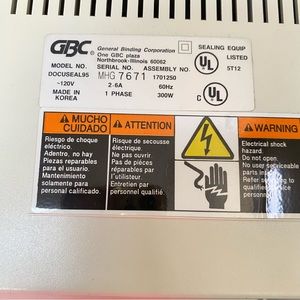 GBC
General Binding Corporation
One GBC plaza
Northbrook-Illinois 60062
SEALING EQUIP
LISTED
5T12
UL
MODEL NO.
SERIAL NO.
ASSEMBLY NO.
DOCUSEAL95
MHG 7671
1701250
~120V
2.6A
60Hz
MADE IN
KOREA
1 PHASE
300W
C UL
MUCHO
CUIDADO
Riesgo de choque
eléctrico.
Adentro, no hay
Piezas reparables
para el usuario.
Mantenimiento
solamente para
personal calificado.
ATTENTION
Risque de secousse
électrique.
Ne pas ouvrir
Pas de pièces
réparables par
l'utilisateur.
Entretien par
personnel qualifié.
WARNING
Electrical shock
hazard.
Do not open.
No user serviceable
parts inside